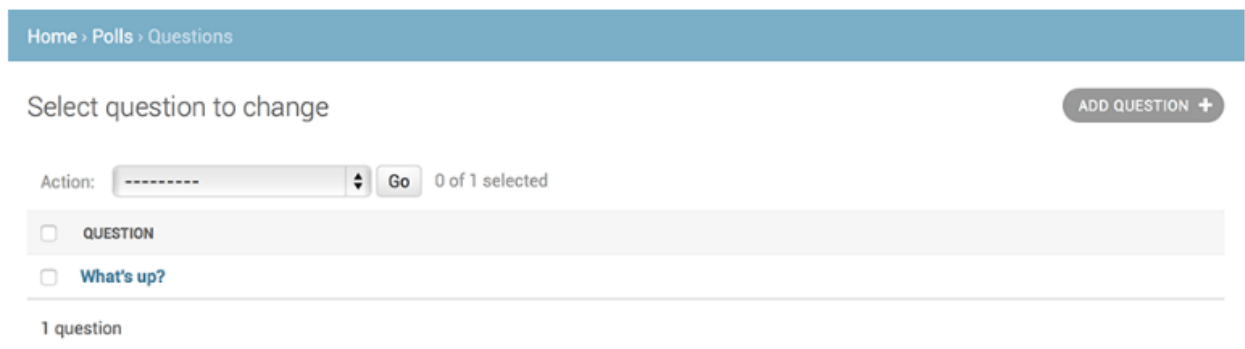 Home › Polls › Questions
Select question to change
ADD QUESTION +
Action: --------- Go 0 of 1 selected
QUESTION
What's up?
1 question